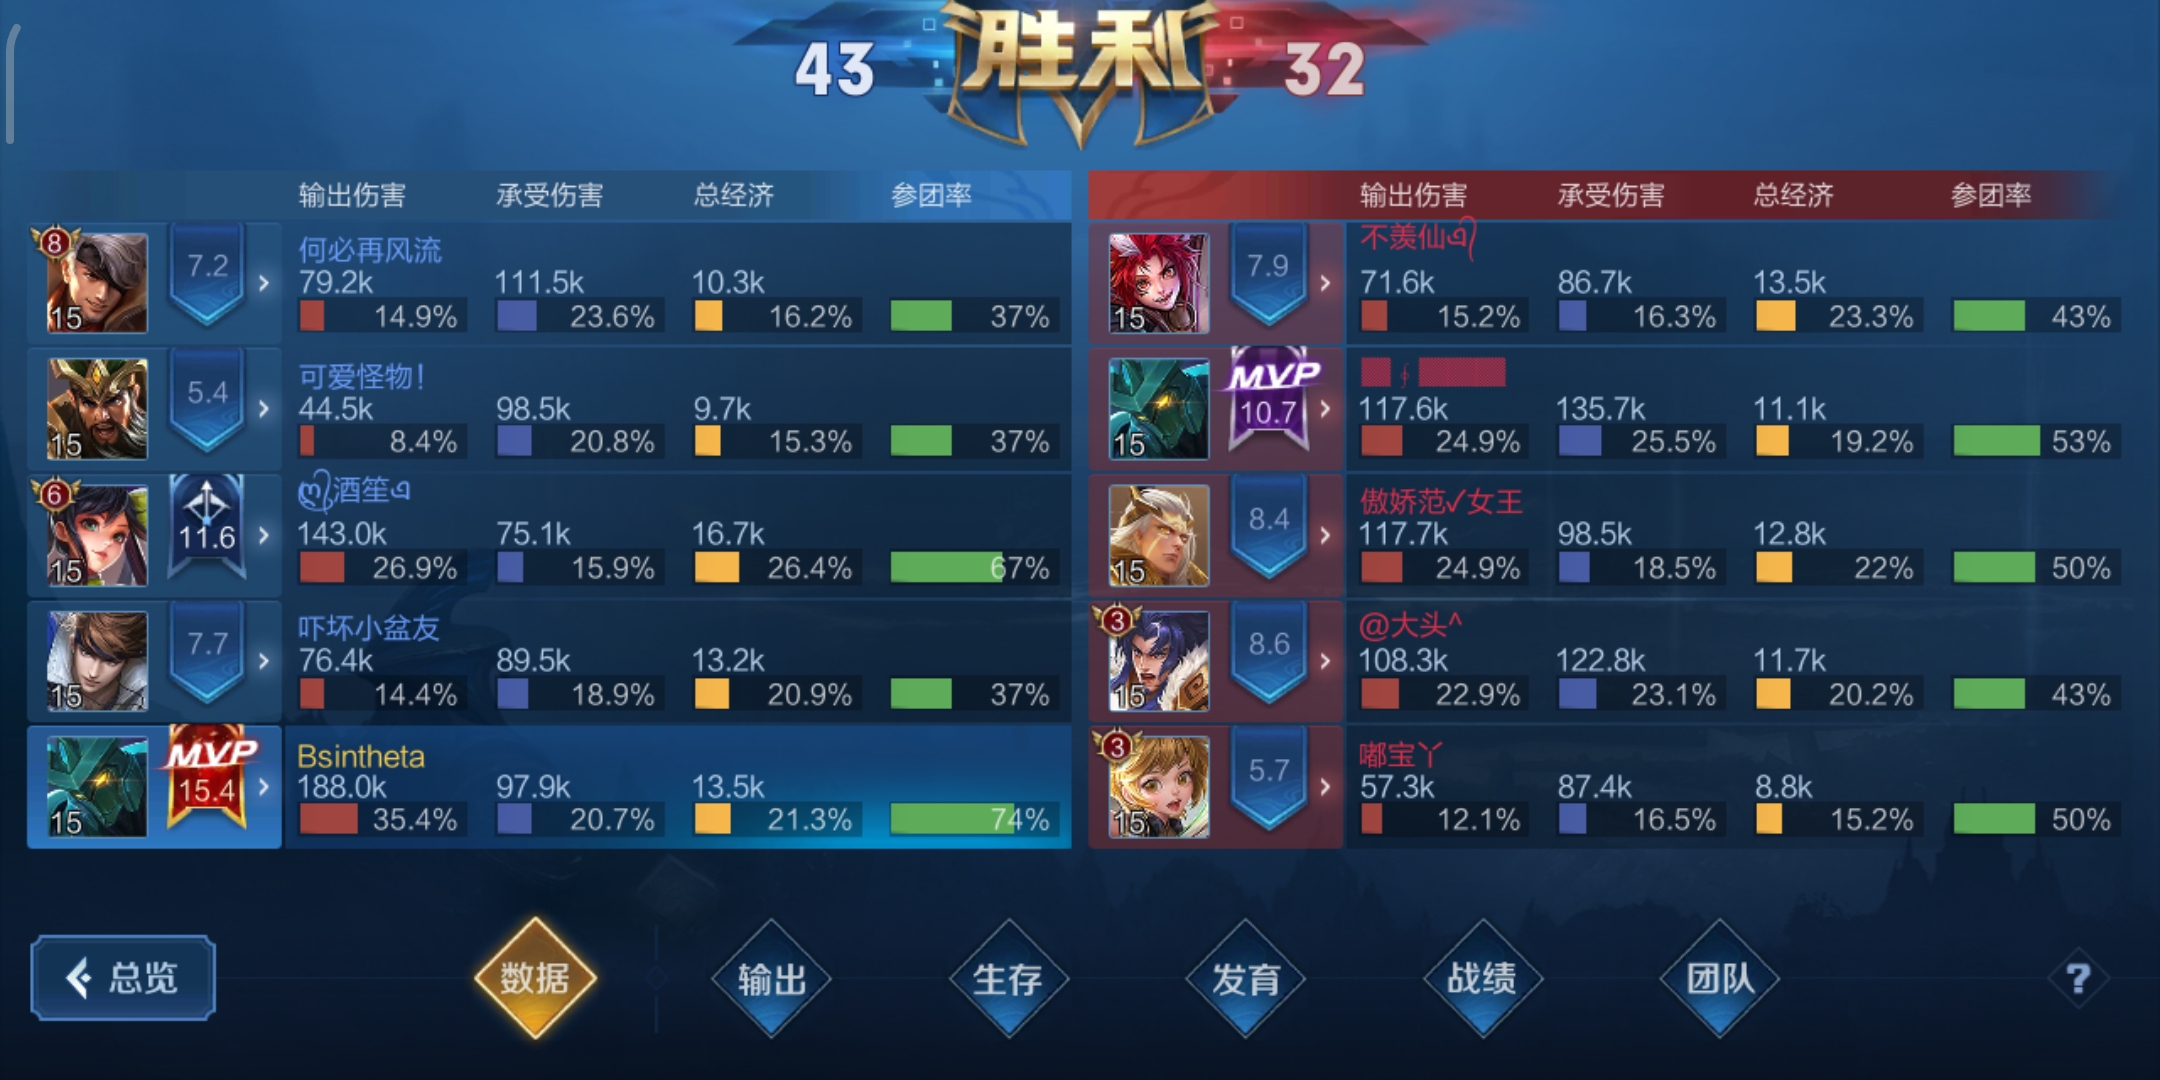 43 胜利 32
输出伤害 承受伤害 总经济 参团率 输出伤害 承受伤害 总经济 参团率
8 15 7.2 何必再风流
79.2k 111.5k 10.3k
14.9% 23.6% 16.2% 37%
15 5.4 可爱怪物!
44.5k 98.5k 9.7k
8.4% 20.8% 15.3% 37%
6 15 11.6 酒笙
143.0k 75.1k 16.7k
26.9% 15.9% 26.4% 67%
15 7.7 吓坏小盆友
76.4k 89.5k 13.2k
14.4% 18.9% 20.9% 37%
15 MVP 15.4 Bsintheta
188.0k 97.9k 13.5k
35.4% 20.7% 21.3% 74%
15 7.9 不羡仙
71.6k 86.7k 13.5k
15.2% 16.3% 23.3% 43%
15 MVP 10.7
117.6k 135.7k 11.1k
24.9% 25.5% 19.2% 53%
15 8.4 傲娇范✓女王
117.7k 98.5k 12.8k
24.9% 18.5% 22% 50%
3 15 8.6 @大头^
108.3k 122.8k 11.7k
22.9% 23.1% 20.2% 43%
3 15 5.7 嘟宝丫
57.3k 87.4k 8.8k
12.1% 16.5% 15.2% 50%
总览 数据 输出 生存 发育 战绩 团队 ?